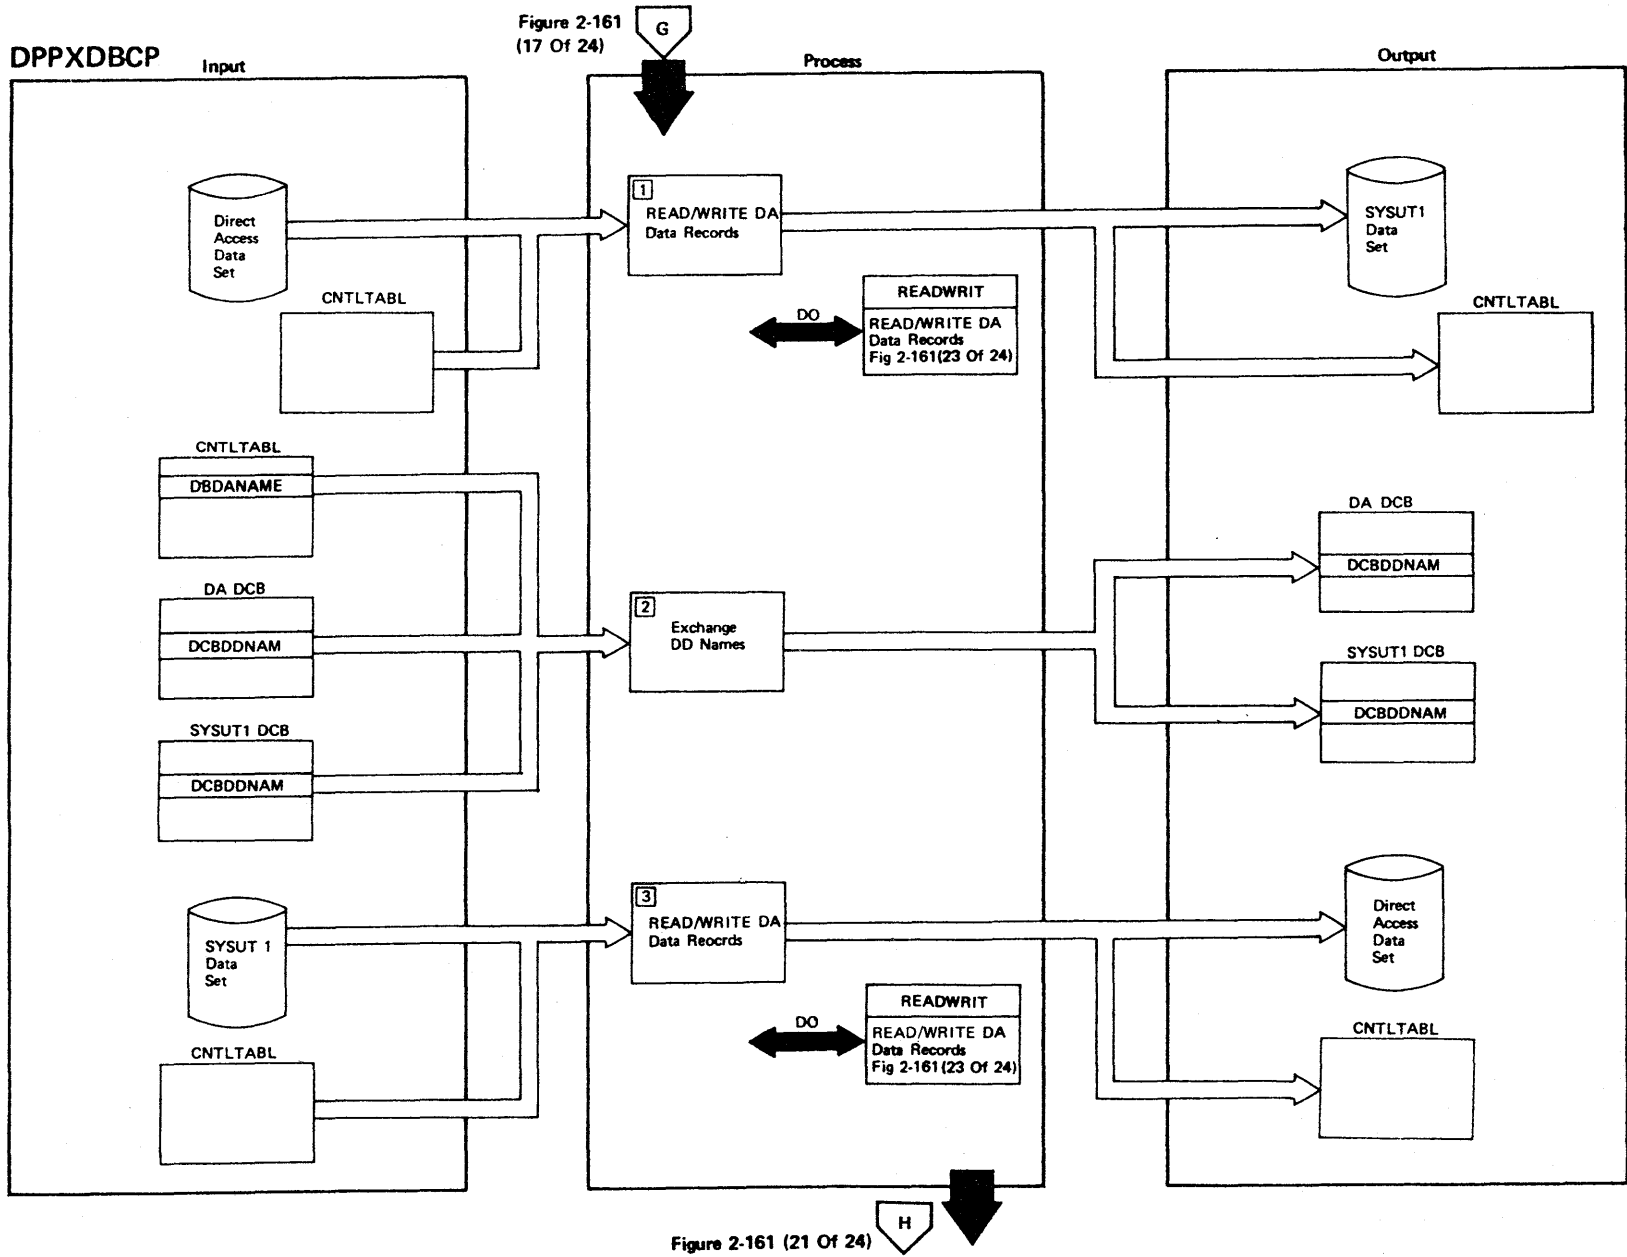 Figure 2-161
(17 Of 24)
G
DPPXDBCP
Input
Process
Output
Direct
Access
Data
Set
CNTLTABL
1
READ/WRITE DA
Data Records
SYSUT1
Data
Set
CNTLTABL
DO
READWRIT
READ/WRITE DA
Data Records
Fig 2-161(23 Of 24)
CNTLTABL
DBDANAME
DA DCB
DCBDDNAM
SYSUT1 DCB
DCBDDNAM
2
Exchange
DD Names
DA DCB
DCBDDNAM
SYSUT1 DCB
DCBDDNAM
SYSUT 1
Data
Set
CNTLTABL
3
READ/WRITE DA
Data Reocrds
DO
READWRIT
READ/WRITE DA
Data Records
Fig 2-161(23 Of 24)
Direct
Access
Data
Set
CNTLTABL
H
Figure 2-161 (21 Of 24)